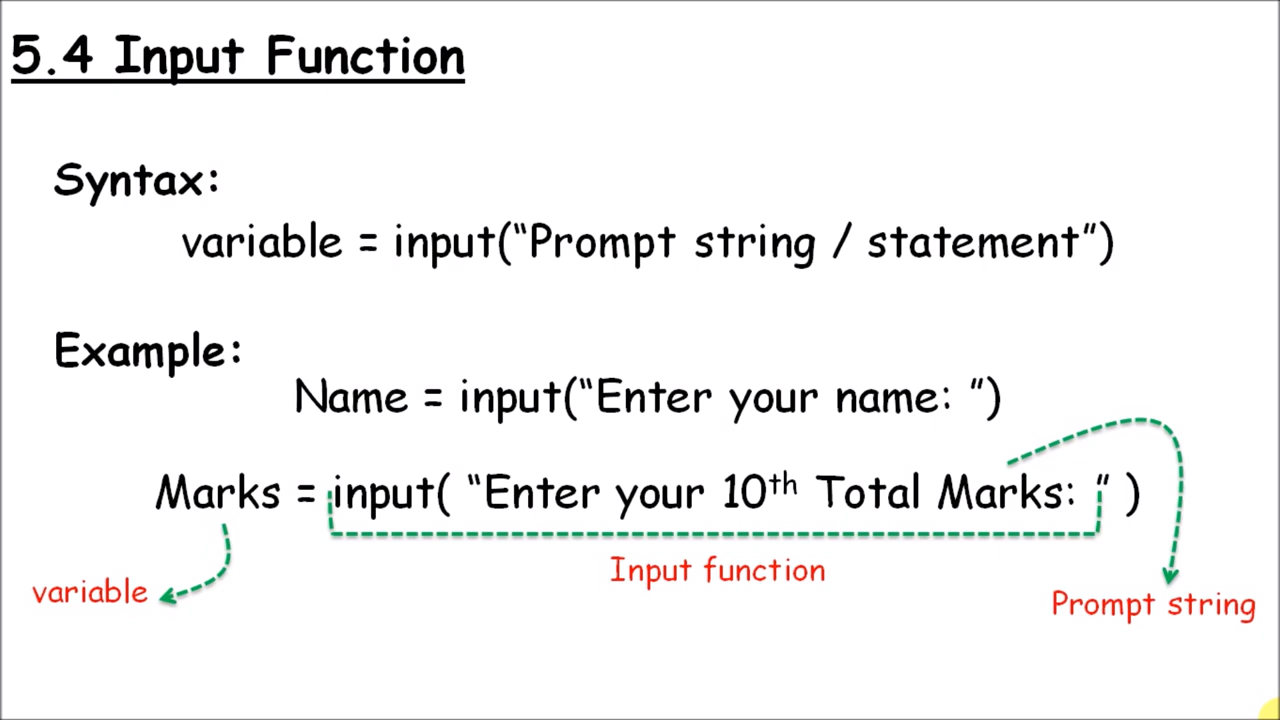 5.4 Input Function
Syntax:
variable = input(“Prompt string / statement”)
Example:
Name = input(“Enter your name: ”)
Marks = input( “Enter your 10th Total Marks: ” )
Input function
variable
Prompt string